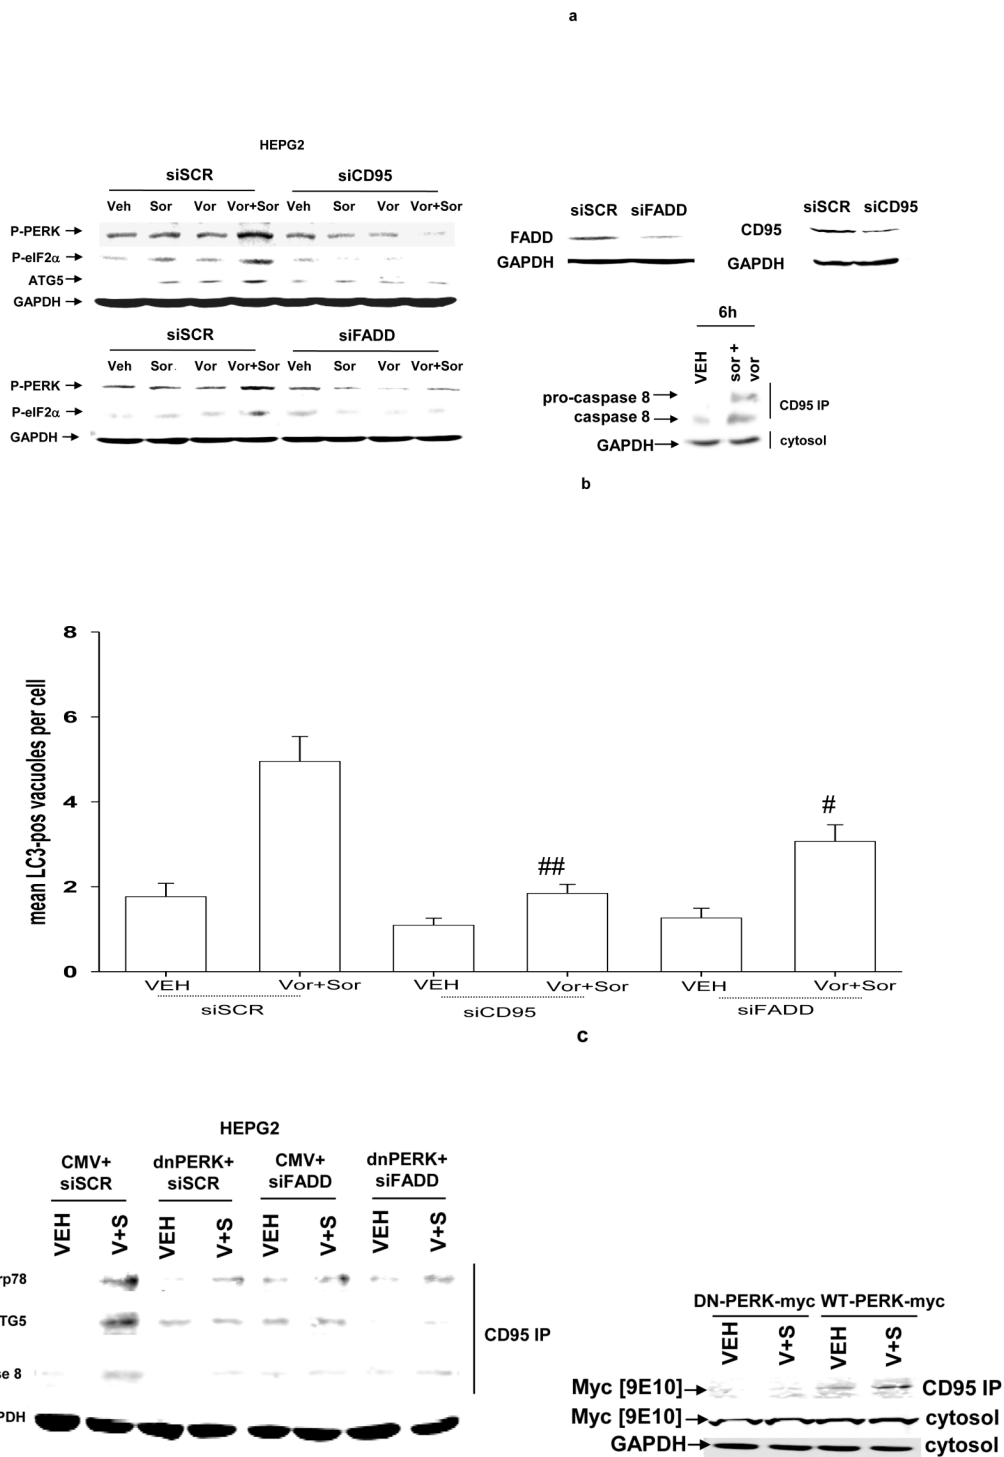 a
HEPG2
siSCR siCD95
Veh Sor Vor Vor+Sor Veh Sor Vor Vor+Sor
P-PERK
P-eIF2α
ATG5
GAPDH
siSCR siFADD
Veh Sor. Vor Vor+Sor Veh Sor Vor Vor+Sor
P-PERK
P-eIF2α
GAPDH
siSCR siFADD
FADD
GAPDH
siSCR siCD95
CD95
GAPDH
6h
VEH sor + vor
pro-caspase 8
caspase 8
CD95 IP
GAPDH
cytosol
b
mean LC3-pos vacuoles per cell
8
6
4
2
0
## #
VEH Vor+Sor VEH Vor+Sor VEH Vor+Sor
siSCR siCD95 siFADD
c
HEPG2
CMV+ dnPERK+ CMV+ dnPERK+
siSCR siSCR siFADD siFADD
VEH V+S VEH V+S VEH V+S VEH V+S
rp78
TG5
se 8
PDH
CD95 IP
DN-PERK-myc WT-PERK-myc
VEH V+S VEH V+S
Myc [9E10] CD95 IP
Myc [9E10] cytosol
GAPDH cytosol